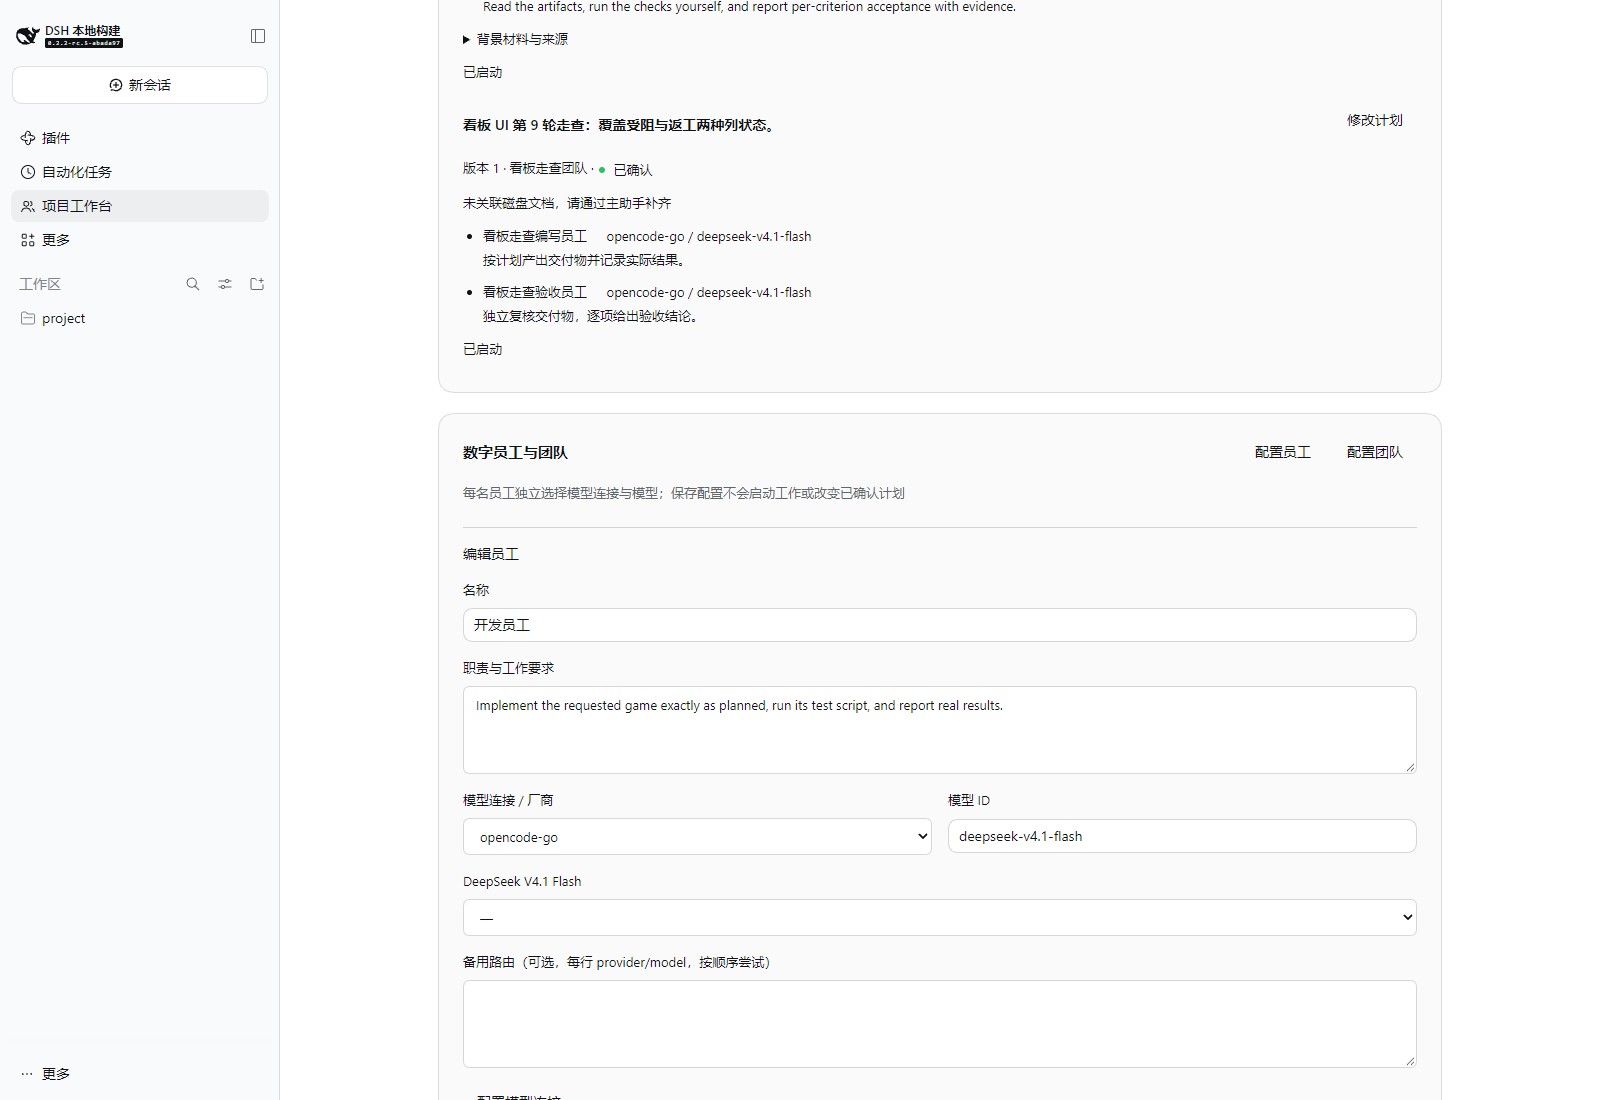 DSH 本地构建
0.3.2-rc.5-abada97
新会话
插件
自动化任务
项目工作台
更多
工作区
project
更多
Read the artifacts, run the checks yourself, and report per-criterion acceptance with evidence.
背景材料与来源
已启动
看板 UI 第 9 轮走查：覆盖受阻与返工两种列状态。
修改计划
版本 1 · 看板走查团队 · 已确认
未关联磁盘文档，请通过主助手补齐
看板走查编写员工 opencode-go / deepseek-v4.1-flash
按计划产出交付物并记录实际结果。
看板走查验收员工 opencode-go / deepseek-v4.1-flash
独立复核交付物，逐项给出验收结论。
已启动
数字员工与团队
配置员工 配置团队
每名员工独立选择模型连接与模型；保存配置不会启动工作或改变已确认计划
编辑员工
名称
开发员工
职责与工作要求
Implement the requested game exactly as planned, run its test script, and report real results.
模型连接 / 厂商 模型 ID
opencode-go deepseek-v4.1-flash
DeepSeek V4.1 Flash
—
备用路由（可选，每行 provider/model，按顺序尝试）
配置模型连接